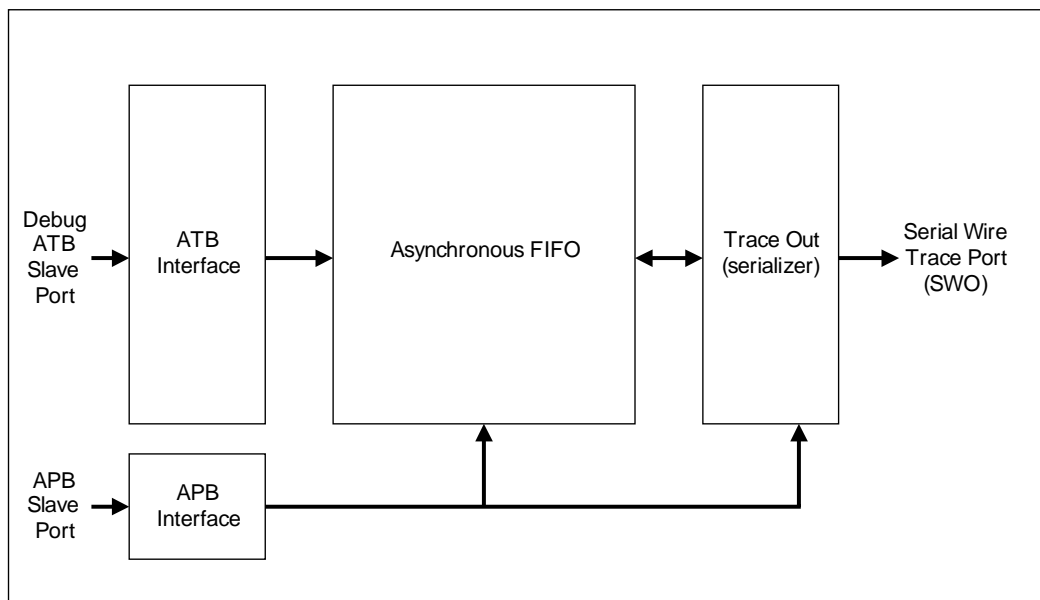 Debug
ATB
Slave
Port
ATB
Interface
Asynchronous FIFO
Trace Out
(serializer)
Serial Wire
Trace Port
(SWO)
APB
Slave
Port
APB
Interface